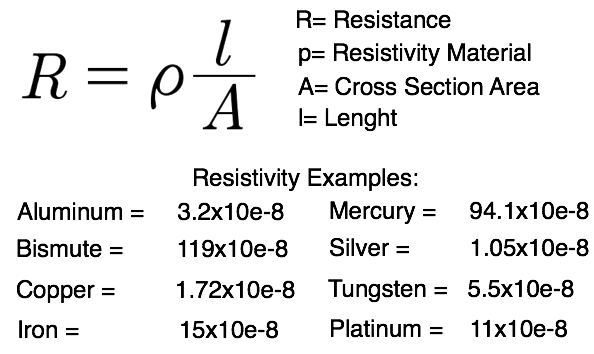 R = ρ l/A
R= Resistance
p= Resistivity Material
A= Cross Section Area
l= Lenght
Resistivity Examples:
Aluminum = 3.2x10e-8 Mercury = 94.1x10e-8
Bismute = 119x10e-8 Silver = 1.05x10e-8
Copper = 1.72x10e-8 Tungsten = 5.5x10e-8
Iron = 15x10e-8 Platinum = 11x10e-8